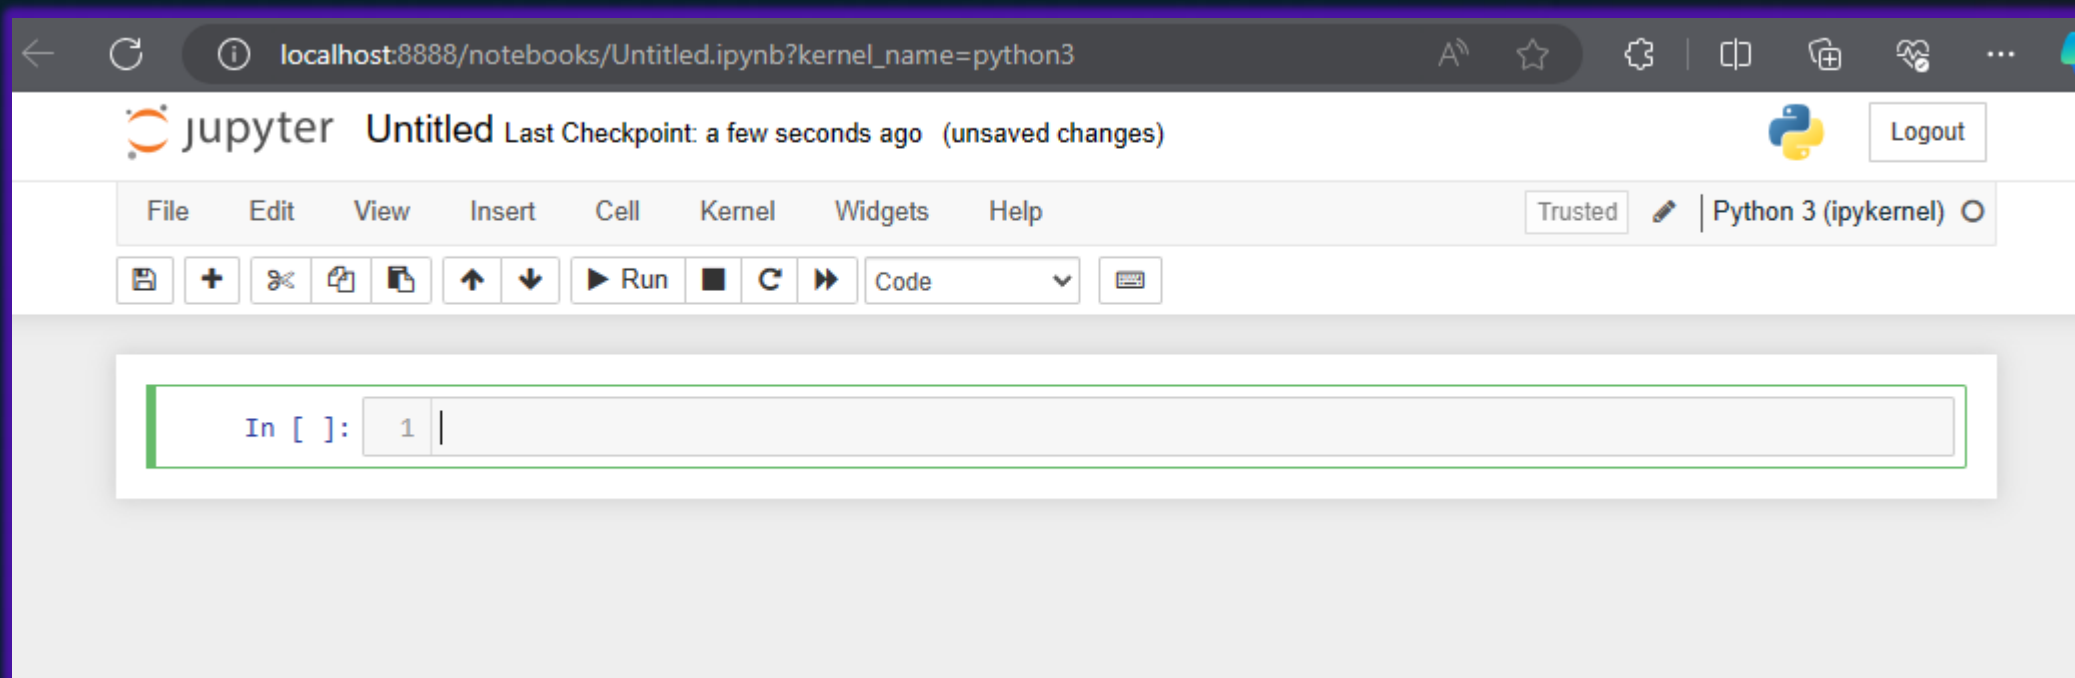 localhost:8888/notebooks/Untitled.ipynb?kernel_name=python3
jupyter Untitled Last Checkpoint: a few seconds ago (unsaved changes) Logout
File Edit View Insert Cell Kernel Widgets Help Trusted Python 3 (ipykernel)
Run Code
In [ ]: 1